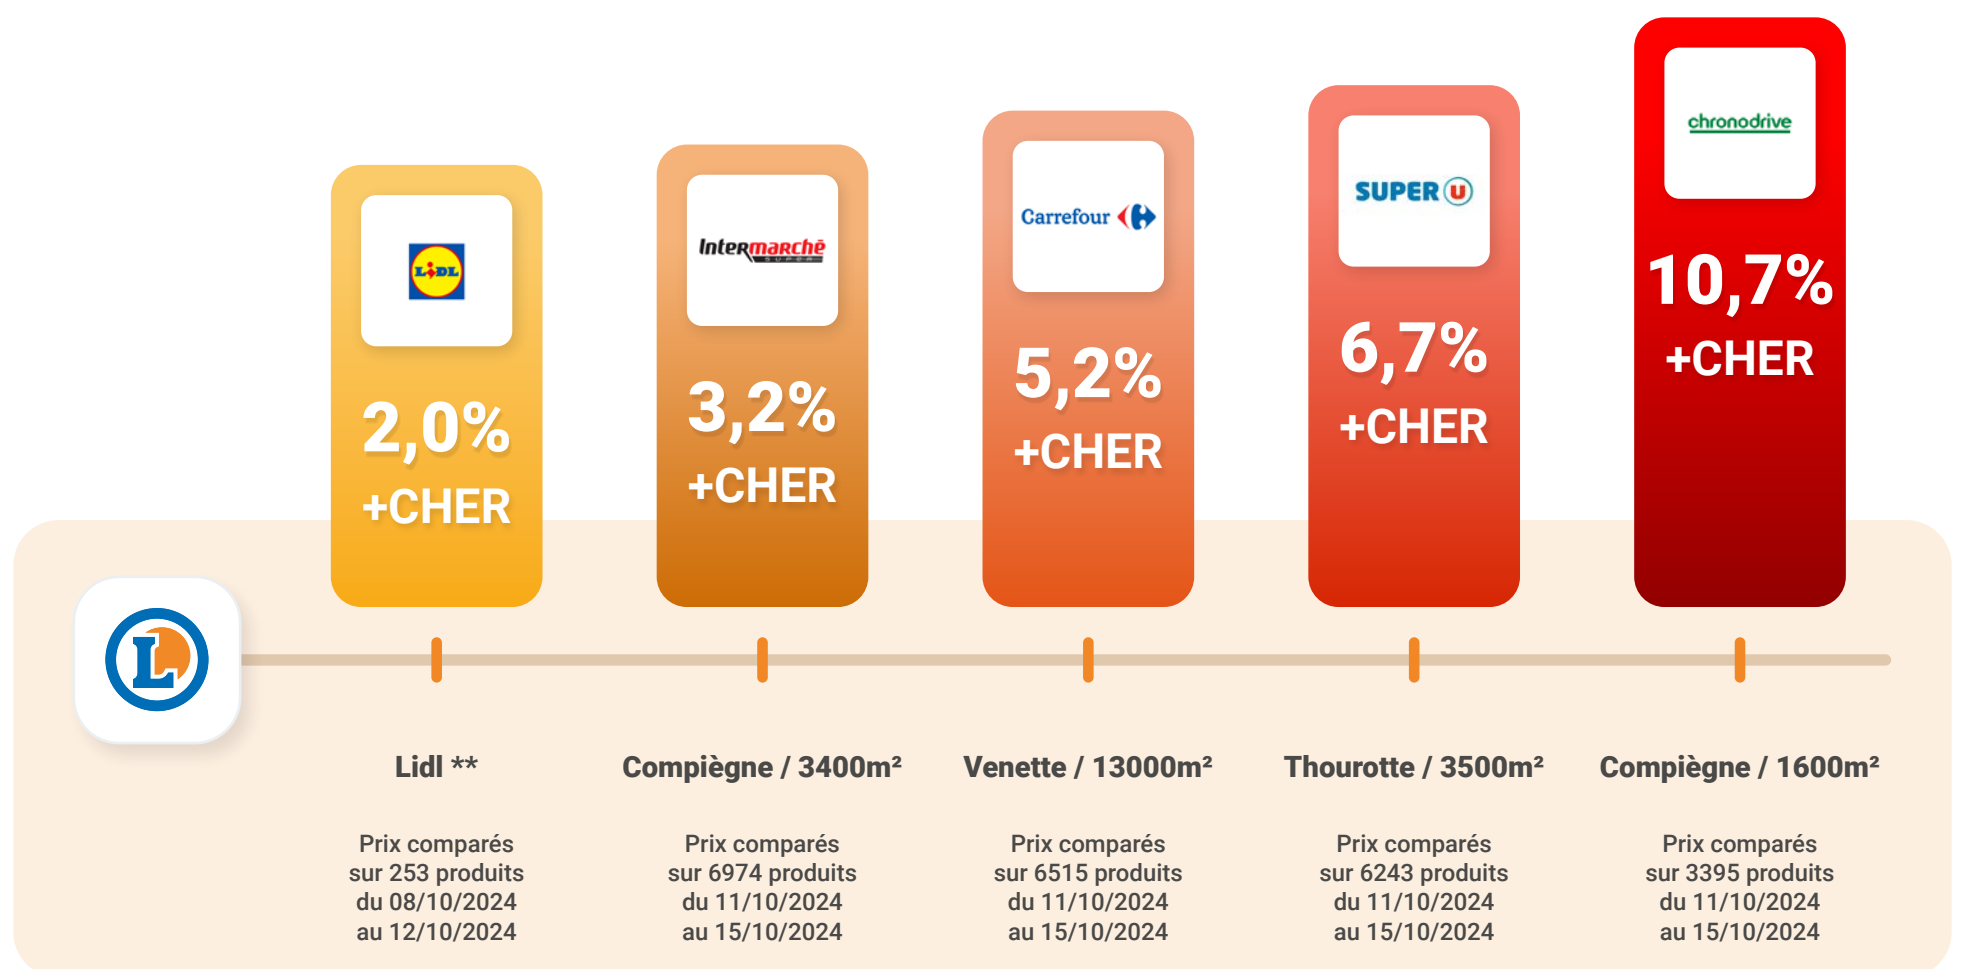 LiDL
2,0%
+CHER
Intermarchē
SUPER
3,2%
+CHER
Carrefour
5,2%
+CHER
SUPER U
6,7%
+CHER
chronodrive
10,7%
+CHER
L
Lidl **
Prix comparés
sur 253 produits
du 08/10/2024
au 12/10/2024
Compiègne / 3400m²
Prix comparés
sur 6974 produits
du 11/10/2024
au 15/10/2024
Venette / 13000m²
Prix comparés
sur 6515 produits
du 11/10/2024
au 15/10/2024
Thourotte / 3500m²
Prix comparés
sur 6243 produits
du 11/10/2024
au 15/10/2024
Compiègne / 1600m²
Prix comparés
sur 3395 produits
du 11/10/2024
au 15/10/2024